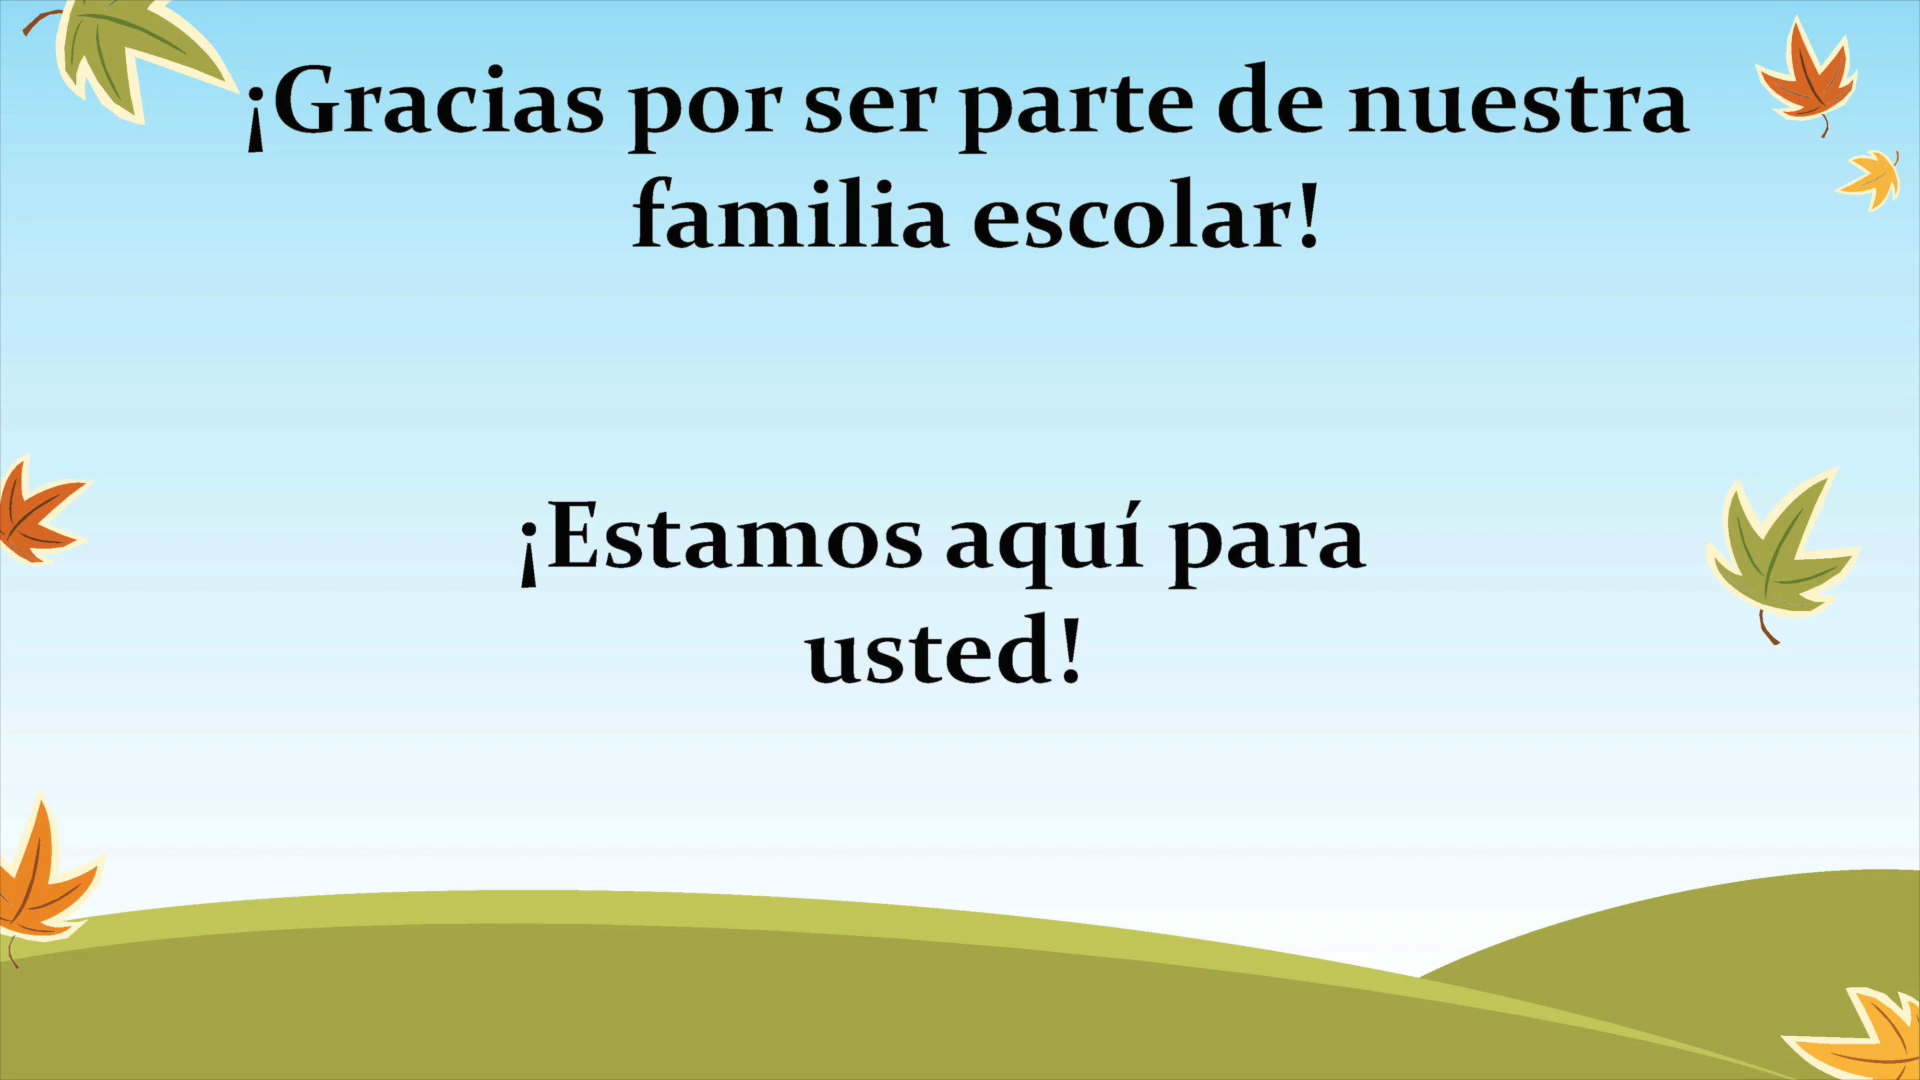 ¡Gracias por ser parte de nuestra
familia escolar!
¡Estamos aquí para
usted!